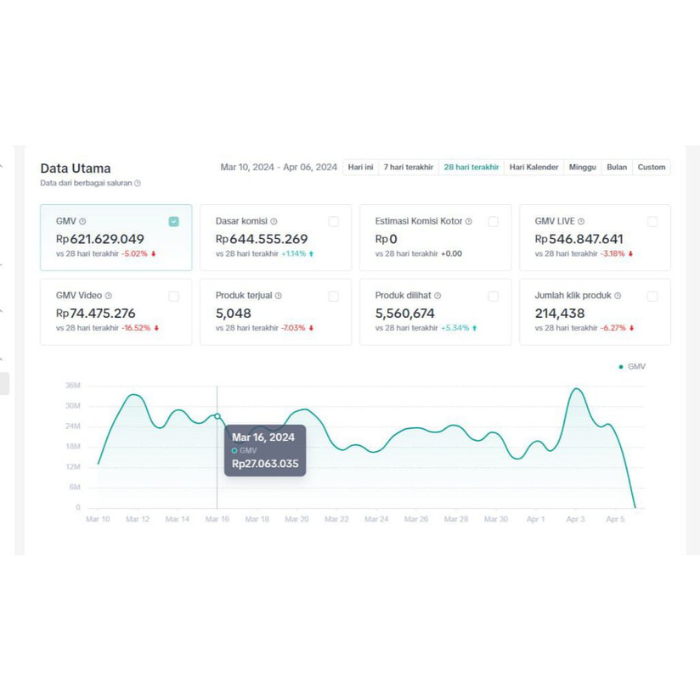 Data Utama
Data dari berbagai saluran
Mar 10, 2024 - Apr 06, 2024 Hari ini 7 hari terakhir 28 hari terakhir Hari Kalender Minggu Bulan Custom
GMV
Rp621.629.049
vs 28 hari terakhir -5.02%
Dasar komisi
Rp644.555.269
vs 28 hari terakhir +1.14%
Estimasi Komisi Kotor
Rp0
vs 28 hari terakhir +0.00
GMV LIVE
Rp546.847.641
vs 28 hari terakhir -3.18%
GMV Video
Rp74.475.276
vs 28 hari terakhir -16.52%
Produk terjual
5,048
vs 28 hari terakhir -7.03%
Produk dilihat
5,560,674
vs 28 hari terakhir +5.34%
Jumlah klik produk
214,438
vs 28 hari terakhir -6.27%
GMV
36M
30M
24M
18M
12M
6M
0
Mar 16, 2024
GMV
Rp27.063.035
Mar 10 Mar 12 Mar 14 Mar 16 Mar 18 Mar 20 Mar 22 Mar 24 Mar 26 Mar 28 Mar 30 Apr 1 Apr 3 Apr 5